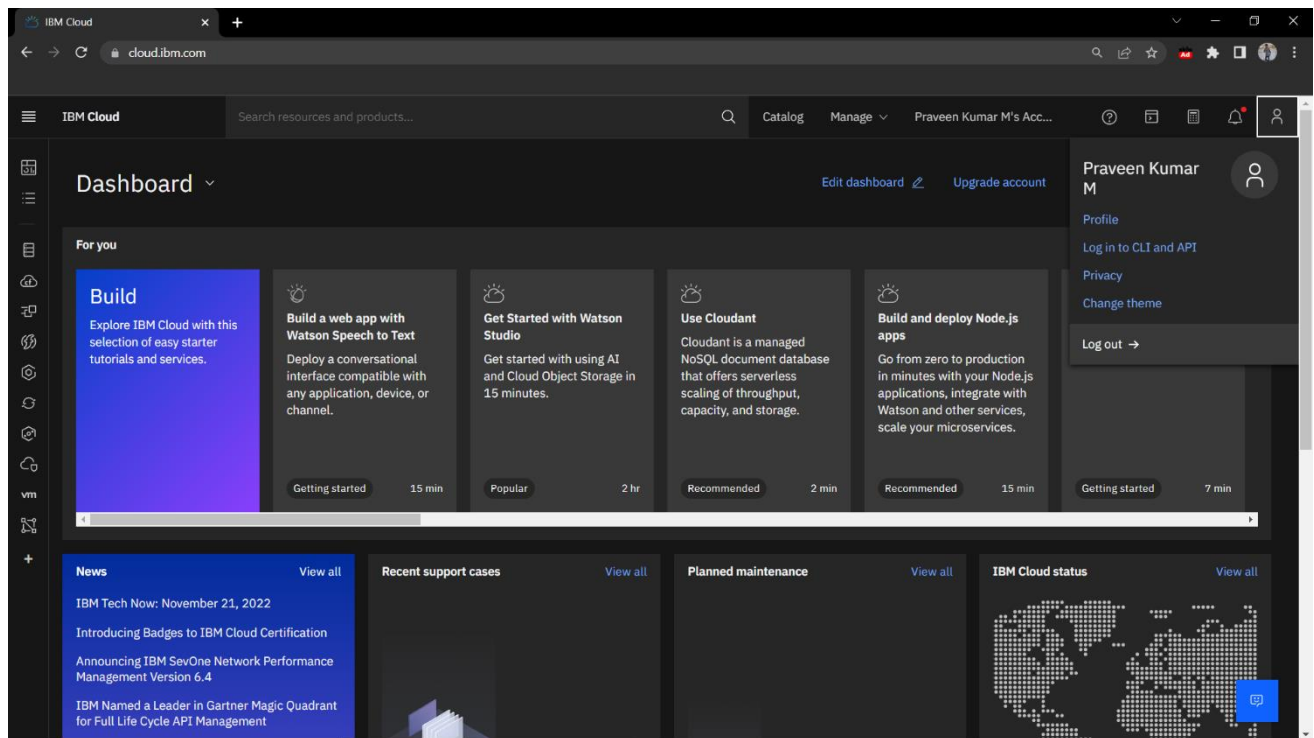 IBM Cloud
cloud.ibm.com
Ad
IBM Cloud
Search resources and products...
Catalog
Manage
Praveen Kumar M's Acc...
Dashboard
Edit dashboard
Upgrade account
Praveen Kumar
M
Profile
Log in to CLI and API
Privacy
Change theme
Log out →
For you
Build
Explore IBM Cloud with this
selection of easy starter
tutorials and services.
Build a web app with
Watson Speech to Text
Deploy a conversational
interface compatible with
any application, device, or
channel.
Getting started 15 min
Get Started with Watson
Studio
Get started with using AI
and Cloud Object Storage in
15 minutes.
Popular 2 hr
Use Cloudant
Cloudant is a managed
NoSQL document database
that offers serverless
scaling of throughput,
capacity, and storage.
Recommended 2 min
Build and deploy Node.js
apps
Go from zero to production
in minutes with your Node.js
applications, integrate with
Watson and other services,
scale your microservices.
Recommended 15 min
Getting started 7 min
vm
News View all
IBM Tech Now: November 21, 2022
Introducing Badges to IBM Cloud Certification
Announcing IBM SevOne Network Performance
Management Version 6.4
IBM Named a Leader in Gartner Magic Quadrant
for Full Life Cycle API Management
Recent support cases View all
Planned maintenance View all
IBM Cloud status View all